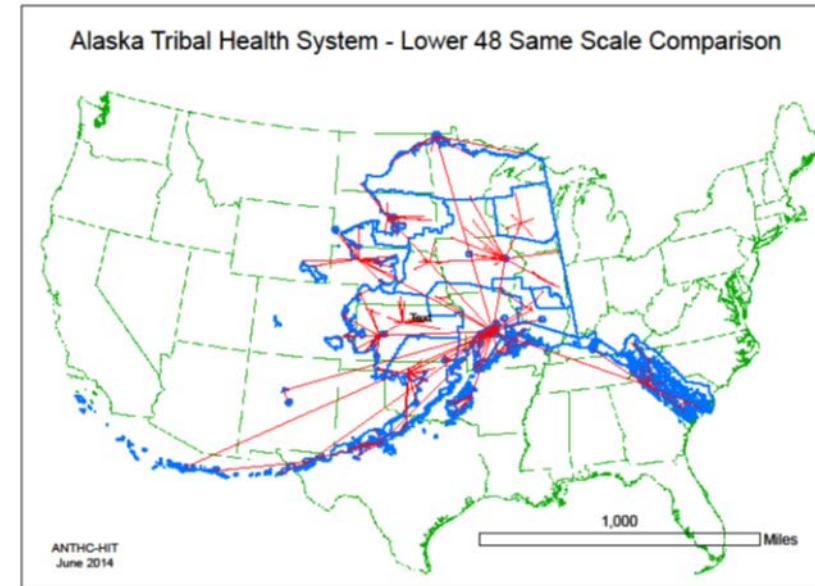 Alaska Tribal Health System - Lower 48 Same Scale Comparison
Text
1,000
Miles
ANTHC-HIT
June 2014